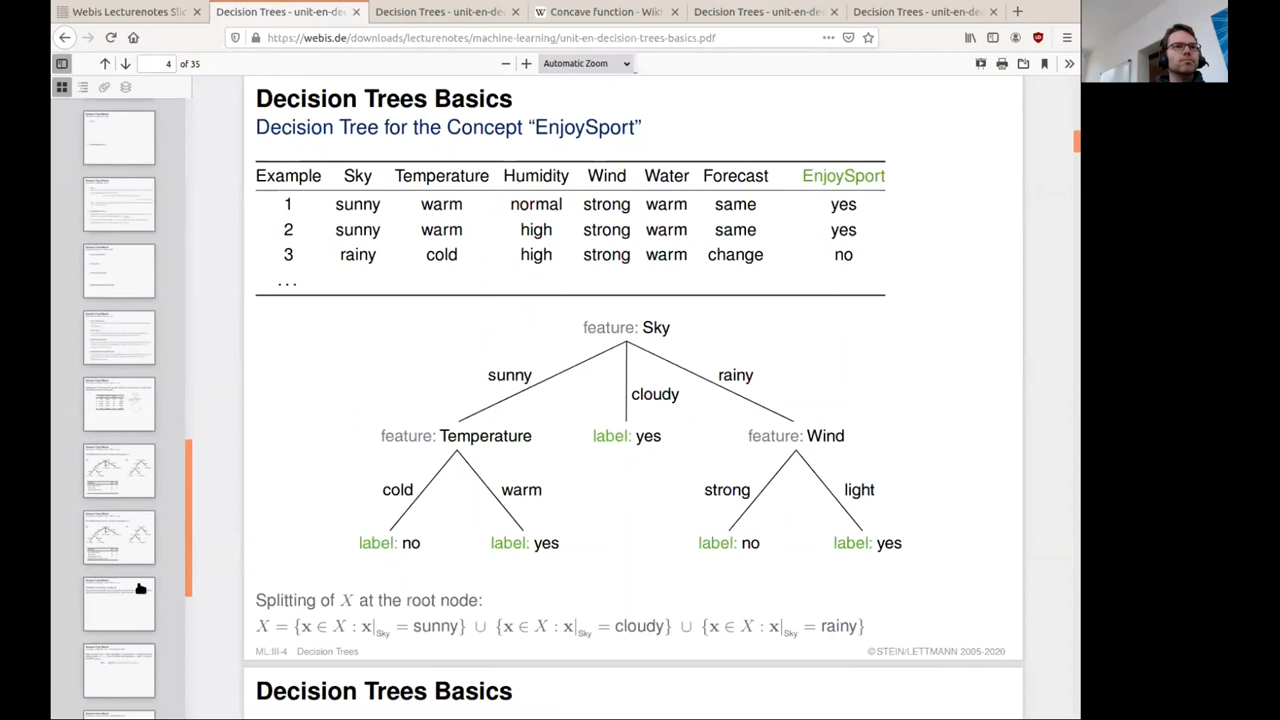 Webis Lecturenotes Slic
Decision Trees - unit-en-dec
Decision Trees - unit-en-dec
Concave function - Wiki
Decision Trees - unit-en-dec
Decision Trees - unit-en-dec
https://webis.de/downloads/lecturenotes/machine-learning/unit-en-decision-trees-basics.pdf
4 of 35
Automatic Zoom
Decision Trees Basics
Decision Tree for the Concept “EnjoySport”
Example Sky Temperature Humidity Wind Water Forecast EnjoySport
1 sunny warm normal strong warm same yes
2 sunny warm high strong warm same yes
3 rainy cold high strong warm change no
. . .
feature: Sky
sunny cloudy rainy
feature: Temperature label: yes feature: Wind
cold warm strong light
label: no label: yes label: no label: yes
Splitting of X at the root node:
X = {x ∈ X : x|Sky = sunny} ∪ {x ∈ X : x|Sky = cloudy} ∪ {x ∈ X : x|Sky = rainy}
ML:III-4 Decision Trees ©STEIN/LETTMANN 2005-2020
Decision Trees Basics